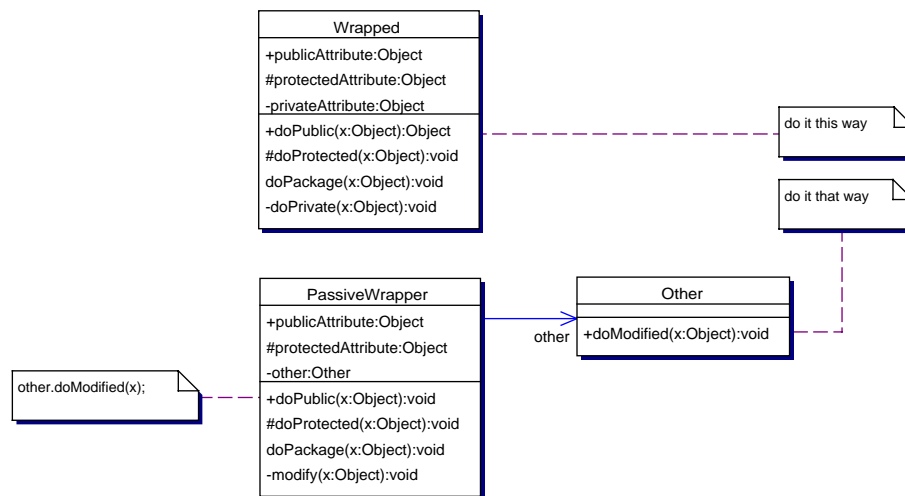 Wrapped
+publicAttribute:Object
#protectedAttribute:Object
-privateAttribute:Object
+doPublic(x:Object):Object
#doProtected(x:Object):void
doPackage(x:Object):void
-doPrivate(x:Object):void
do it this way
do it that way
PassiveWrapper
+publicAttribute:Object
#protectedAttribute:Object
-other:Other
+doPublic(x:Object):void
#doProtected(x:Object):void
doPackage(x:Object):void
-modify(x:Object):void
other
Other
+doModified(x:Object):void
other.doModified(x);